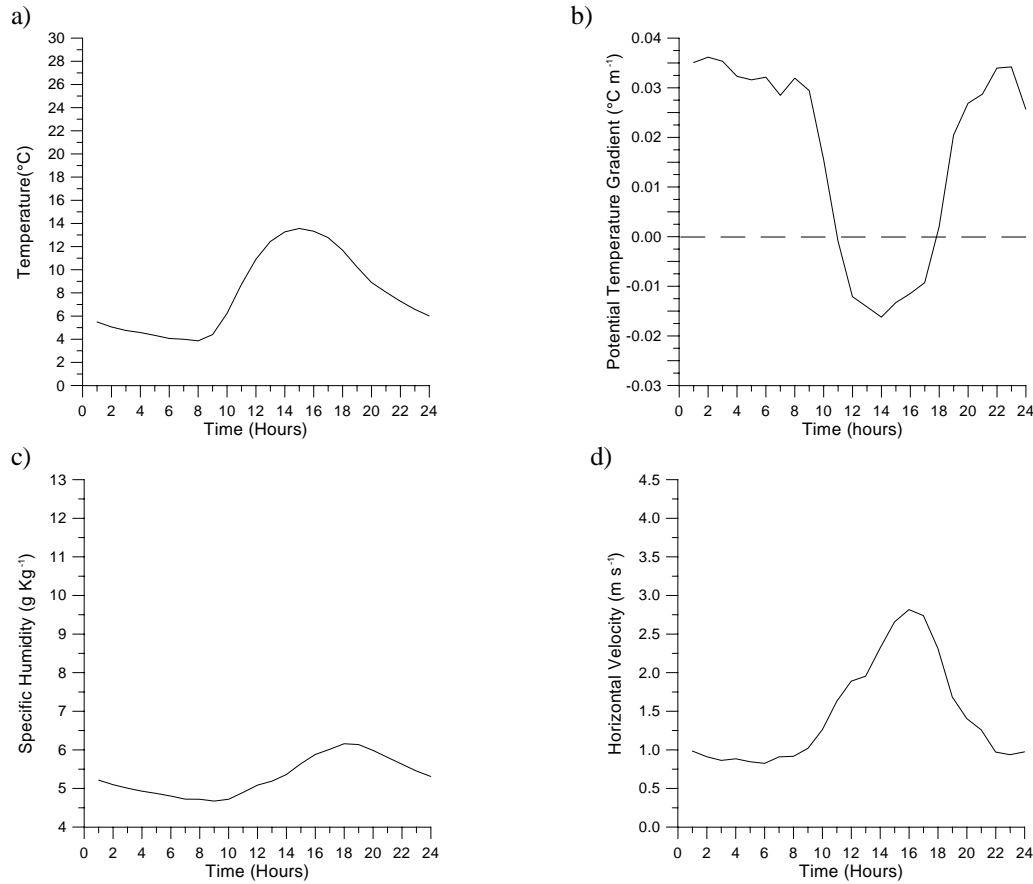 a)
30
28
26
24
22
20
18
16
14
12
10
8
6
4
2
0
Temperature(°C)
0 2 4 6 8 10 12 14 16 18 20 22 24
Time (Hours)
b)
0.04
0.03
0.02
0.01
0.00
-0.01
-0.02
-0.03
Potential Temperature Gradient (°C m⁻¹)
0 2 4 6 8 10 12 14 16 18 20 22 24
Time (hours)
c)
13
12
11
10
9
8
7
6
5
4
Specific Humidity (g Kg⁻¹)
0 2 4 6 8 10 12 14 16 18 20 22 24
Time (Hours)
d)
4.5
4.0
3.5
3.0
2.5
2.0
1.5
1.0
0.5
0.0
Horizontal Velocity (m s⁻¹)
0 2 4 6 8 10 12 14 16 18 20 22 24
Time (Hours)